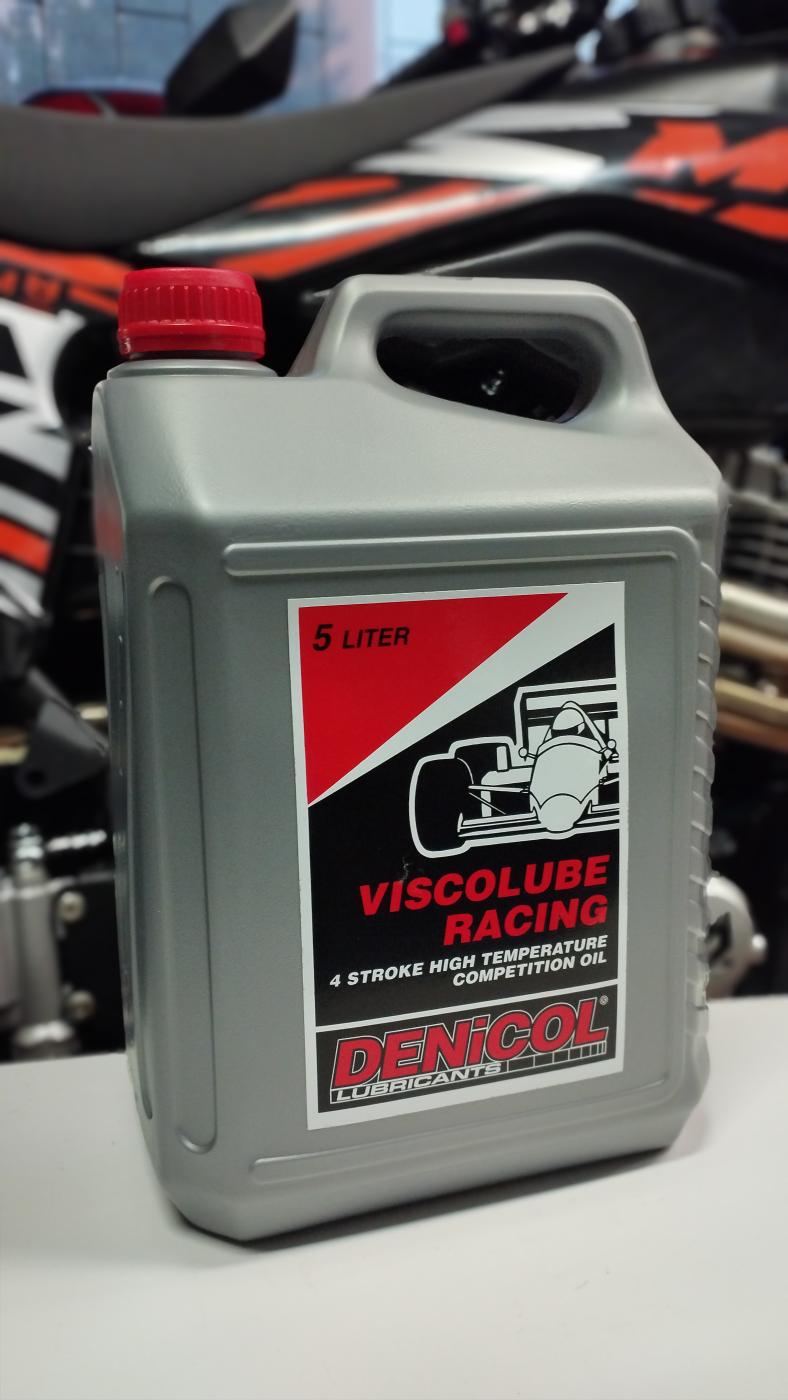 5 LITER
VISCOLUBE
RACING
4 STROKE HIGH TEMPERATURE
COMPETITION OIL
DENiCOL®
LUBRICANTS